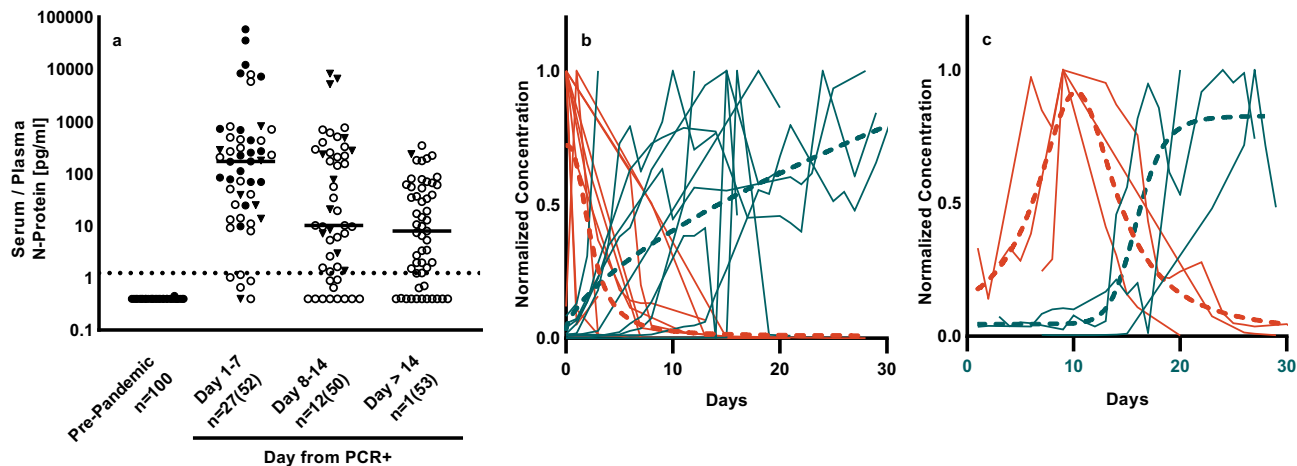 a
Serum / Plasma
N-Protein [pg/ml]
100000
10000
1000
100
10
1
0.1
Pre-Pandemic
n=100
Day 1-7
n=27(52)
Day 8-14
n=12(50)
Day > 14
n=1(53)
Day from PCR+
b
Normalized Concentration
1.0
0.5
0.0
0
10
20
30
Days
c
Normalized Concentration
1.0
0.5
0.0
0
10
20
30
Days